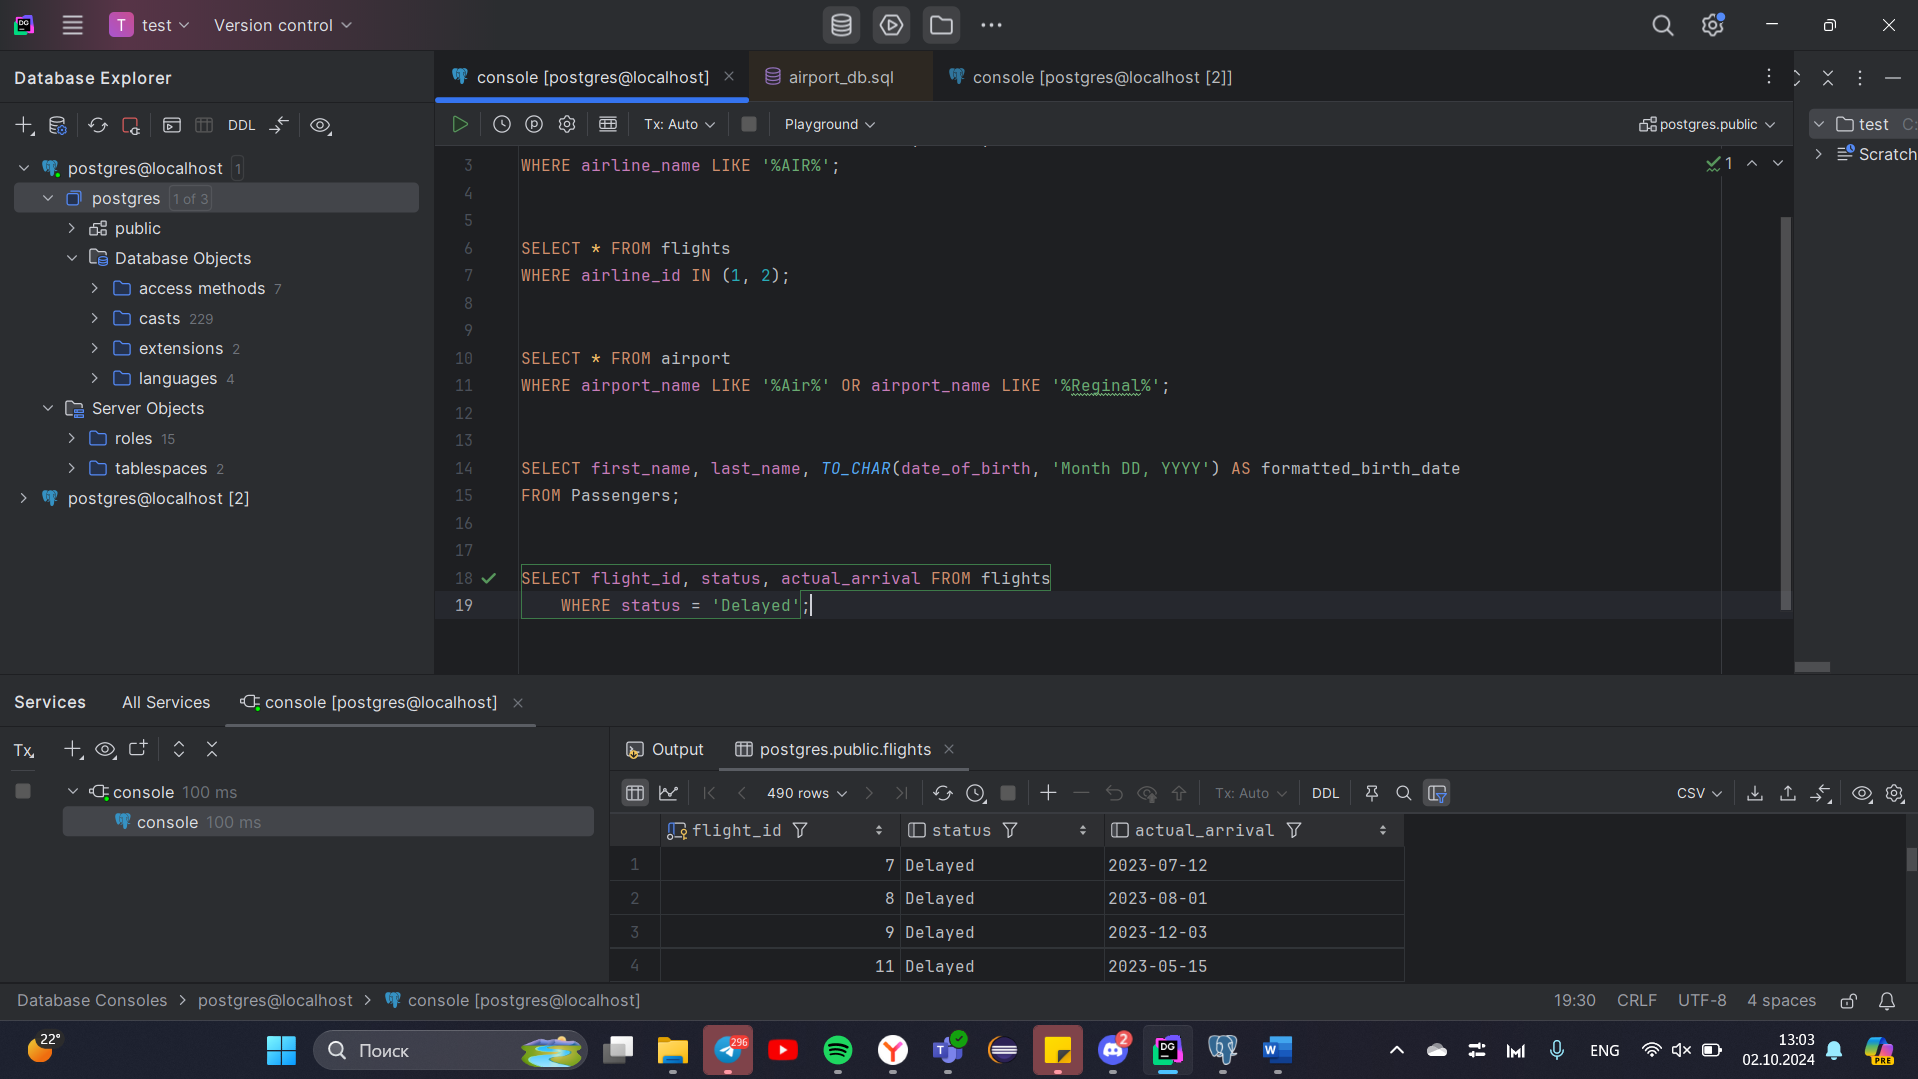 DG
T test Version control
Database Explorer
console [postgres@localhost]
airport_db.sql
console [postgres@localhost [2]]
DDL
Tx: Auto
Playground
postgres.public
test C:
Scratch
postgres@localhost 1
postgres 1 of 3
public
Database Objects
access methods 7
casts 229
extensions 2
languages 4
Server Objects
roles 15
tablespaces 2
postgres@localhost [2]
1
3 WHERE airline_name LIKE '%AIR%';
4
5
6 SELECT * FROM flights
7 WHERE airline_id IN (1, 2);
8
9
10 SELECT * FROM airport
11 WHERE airport_name LIKE '%Air%' OR airport_name LIKE '%Reginal%';
12
13
14 SELECT first_name, last_name, TO_CHAR(date_of_birth, 'Month DD, YYYY') AS formatted_birth_date
15 FROM Passengers;
16
17
18 SELECT flight_id, status, actual_arrival FROM flights
19 WHERE status = 'Delayed';
Services All Services console [postgres@localhost]
Tx
console 100 ms
console 100 ms
Output postgres.public.flights
490 rows Tx: Auto DDL CSV
flight_id status actual_arrival
1 7 Delayed 2023-07-12
2 8 Delayed 2023-08-01
3 9 Delayed 2023-12-03
4 11 Delayed 2023-05-15
Database Consoles > postgres@localhost > console [postgres@localhost]
19:30 CRLF UTF-8 4 spaces
22°
Поиск
296
2
DG
ENG
13:03
02.10.2024
PRE